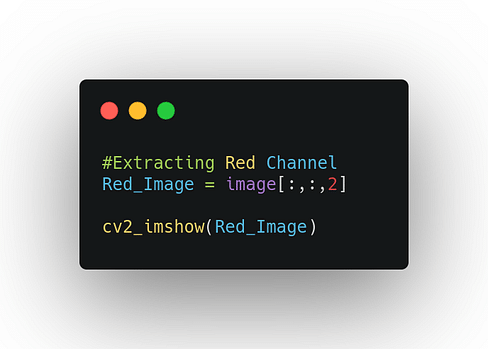 #Extracting Red Channel
Red_Image = image[:,:,2]
cv2_imshow(Red_Image)